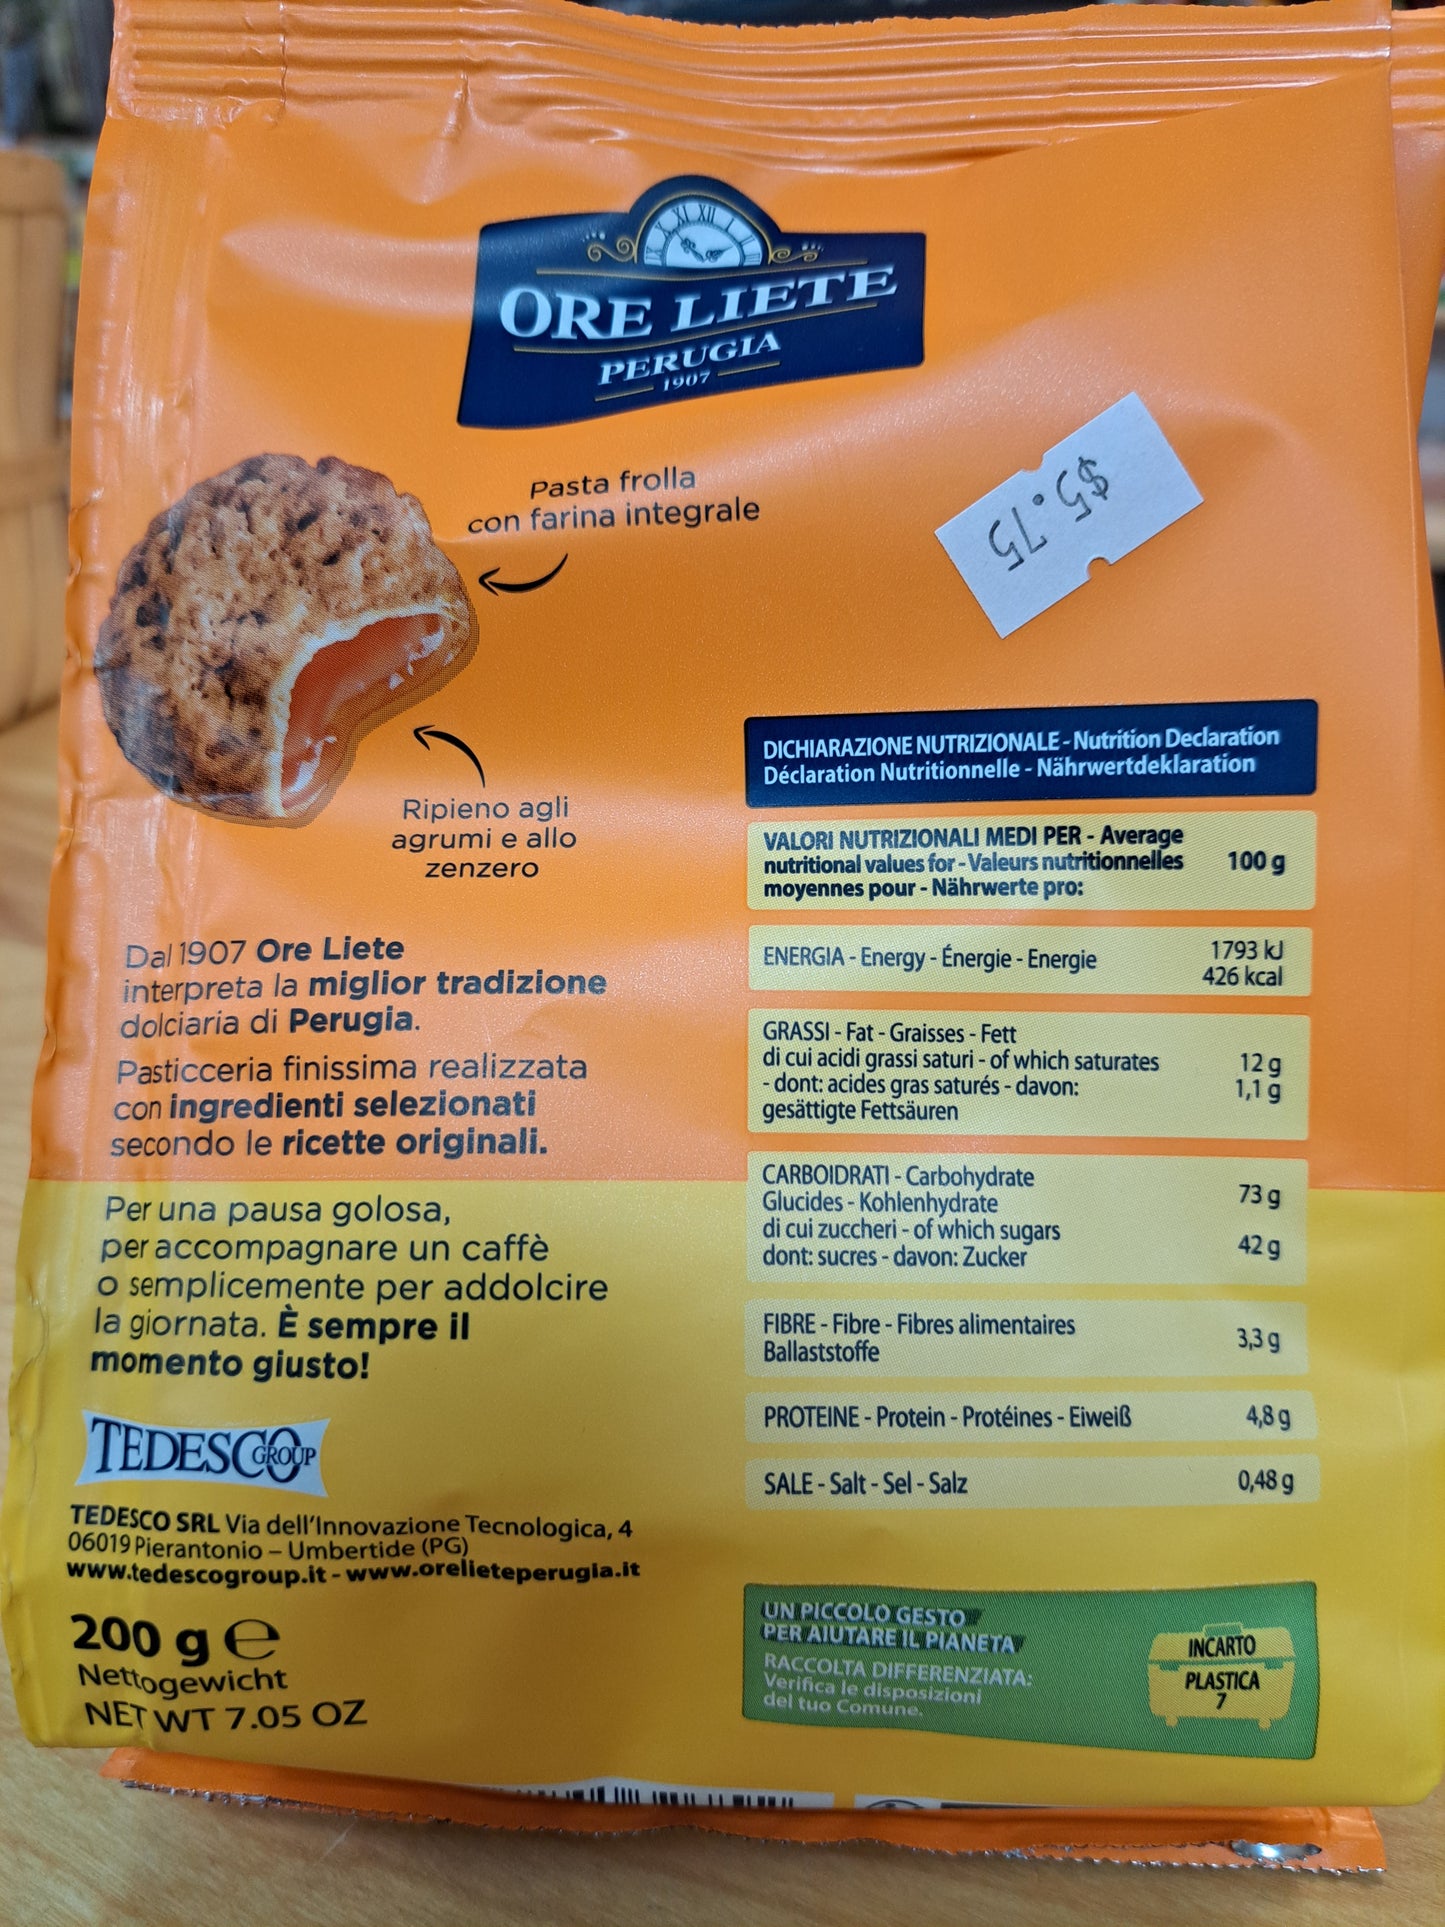 ORE LIETE
PERUGIA
1907
Pasta frolla
con farina integrale
$5.75
Ripieno agli
agrumi e allo
zenzero
Dal 1907 Ore Liete
interpreta la miglior tradizione
dolciaria di Perugia.
Pasticceria finissima realizzata
con ingredienti selezionati
secondo le ricette originali.
Per una pausa golosa,
per accompagnare un caffè
o semplicemente per addolcire
la giornata. È sempre il
momento giusto!
TEDESCO GROUP
TEDESCO SRL Via dell'Innovazione Tecnologica, 4
06019 Pierantonio – Umbertide (PG)
www.tedescogroup.it - www.orelieteperugia.it
200 g ℮
Nettogewicht
NET WT 7.05 OZ
DICHIARAZIONE NUTRIZIONALE - Nutrition Declaration
Déclaration Nutritionnelle - Nährwertdeklaration
VALORI NUTRIZIONALI MEDI PER - Average
nutritional values for - Valeurs nutritionnelles 100 g
moyennes pour - Nährwerte pro:
ENERGIA - Energy - Énergie - Energie 1793 kJ
426 kcal
GRASSI - Fat - Graisses - Fett
di cui acidi grassi saturi - of which saturates 12 g
- dont: acides gras saturés - davon: 1,1 g
gesättigte Fettsäuren
CARBOIDRATI - Carbohydrate
Glucides - Kohlenhydrate 73 g
di cui zuccheri - of which sugars
dont: sucres - davon: Zucker 42 g
FIBRE - Fibre - Fibres alimentaires 3,3 g
Ballaststoffe
PROTEINE - Protein - Protéines - Eiweiß 4,8 g
SALE - Salt - Sel - Salz 0,48 g
UN PICCOLO GESTO
PER AIUTARE IL PIANETA
RACCOLTA DIFFERENZIATA:
Verifica le disposizioni
del tuo Comune.
INCARTO
PLASTICA
7